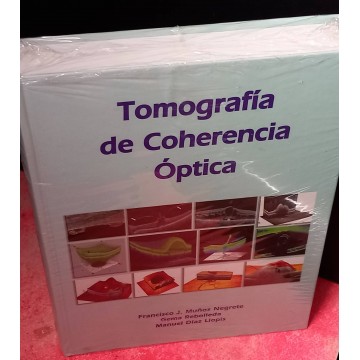 Tomografía
de Coherencia
Óptica
Francisco J. Muñoz Negrete
Gema Rebolleda
Manuel Díaz Llopis